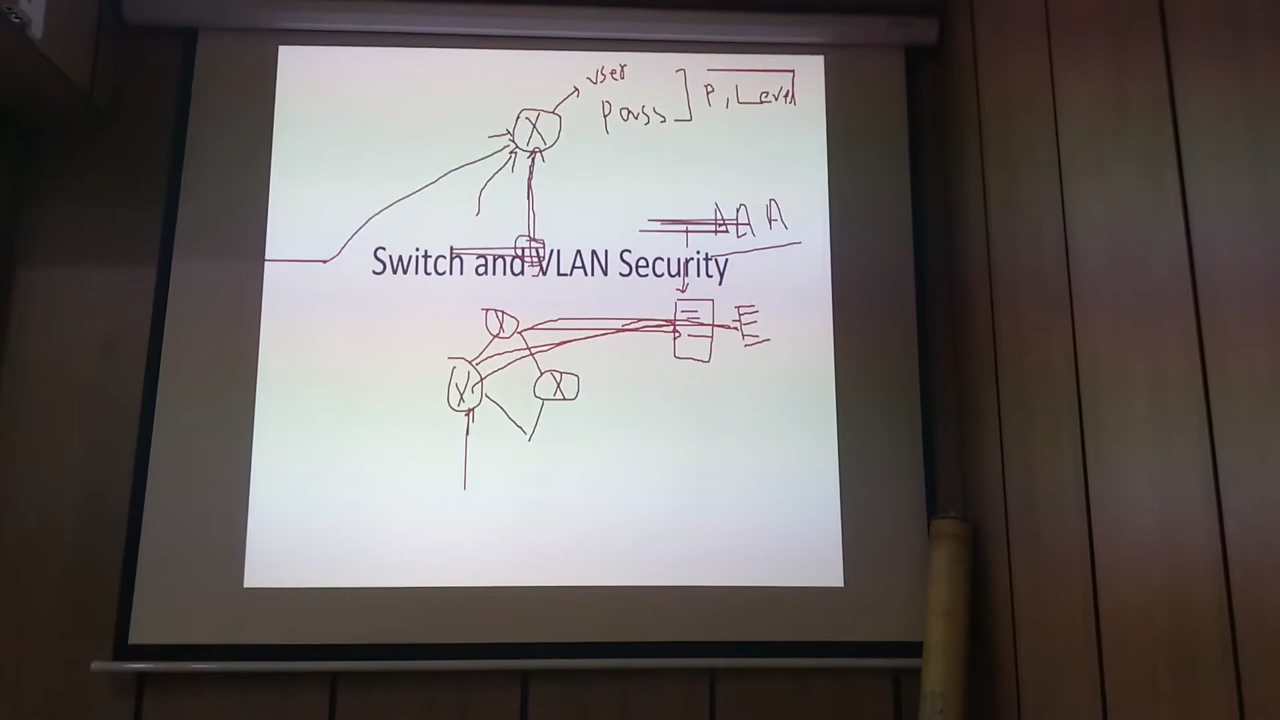 user
Pass
P, Level
AAA
Switch and VLAN Security
X
X
X
X